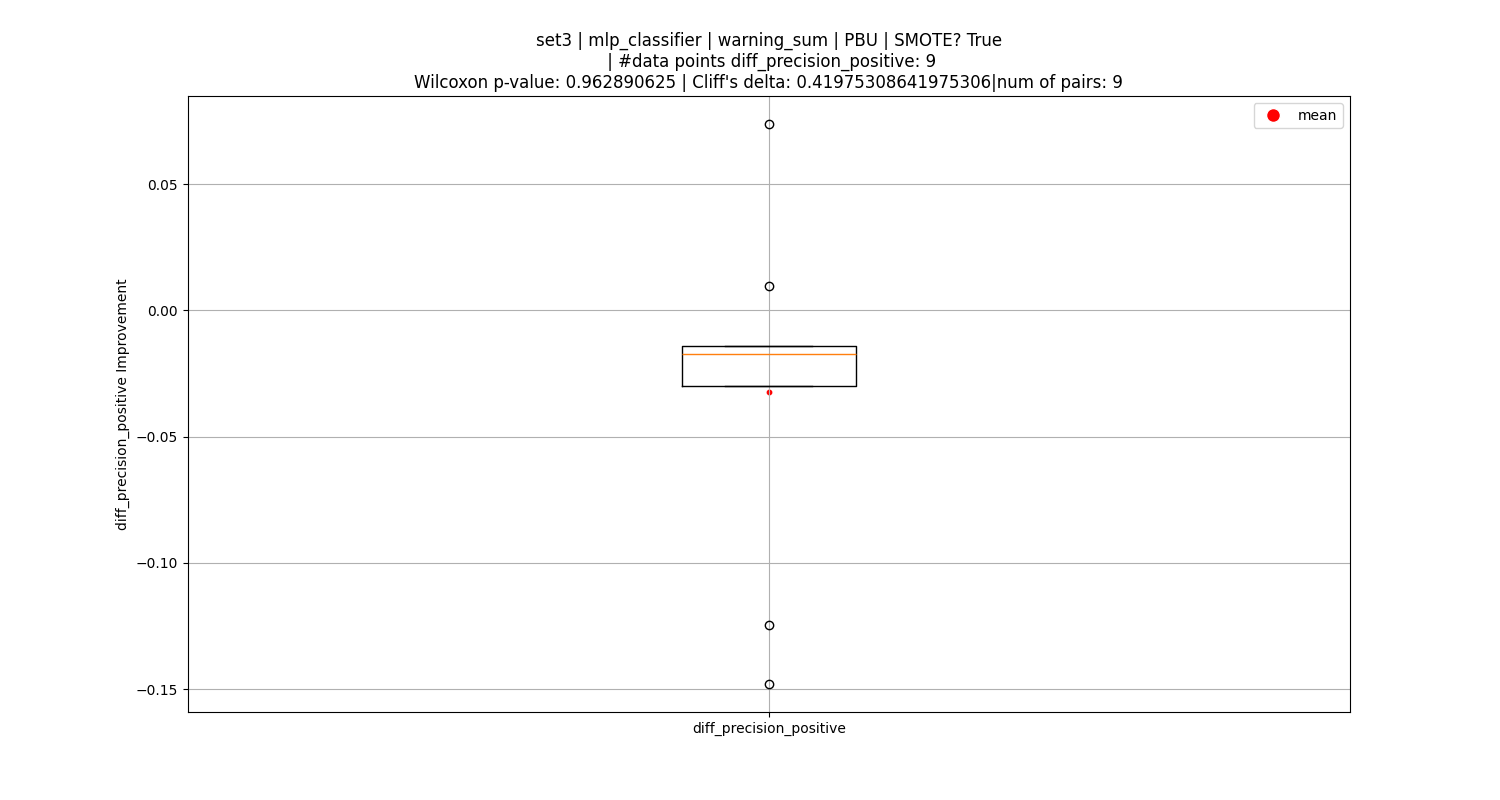 set3 | mlp_classifier | warning_sum | PBU | SMOTE? True
| #data points diff_precision_positive: 9
Wilcoxon p-value: 0.962890625 | Cliff's delta: 0.41975308641975306|num of pairs: 9
mean
0.05
0.00
−0.05
−0.10
−0.15
diff_precision_positive Improvement
diff_precision_positive